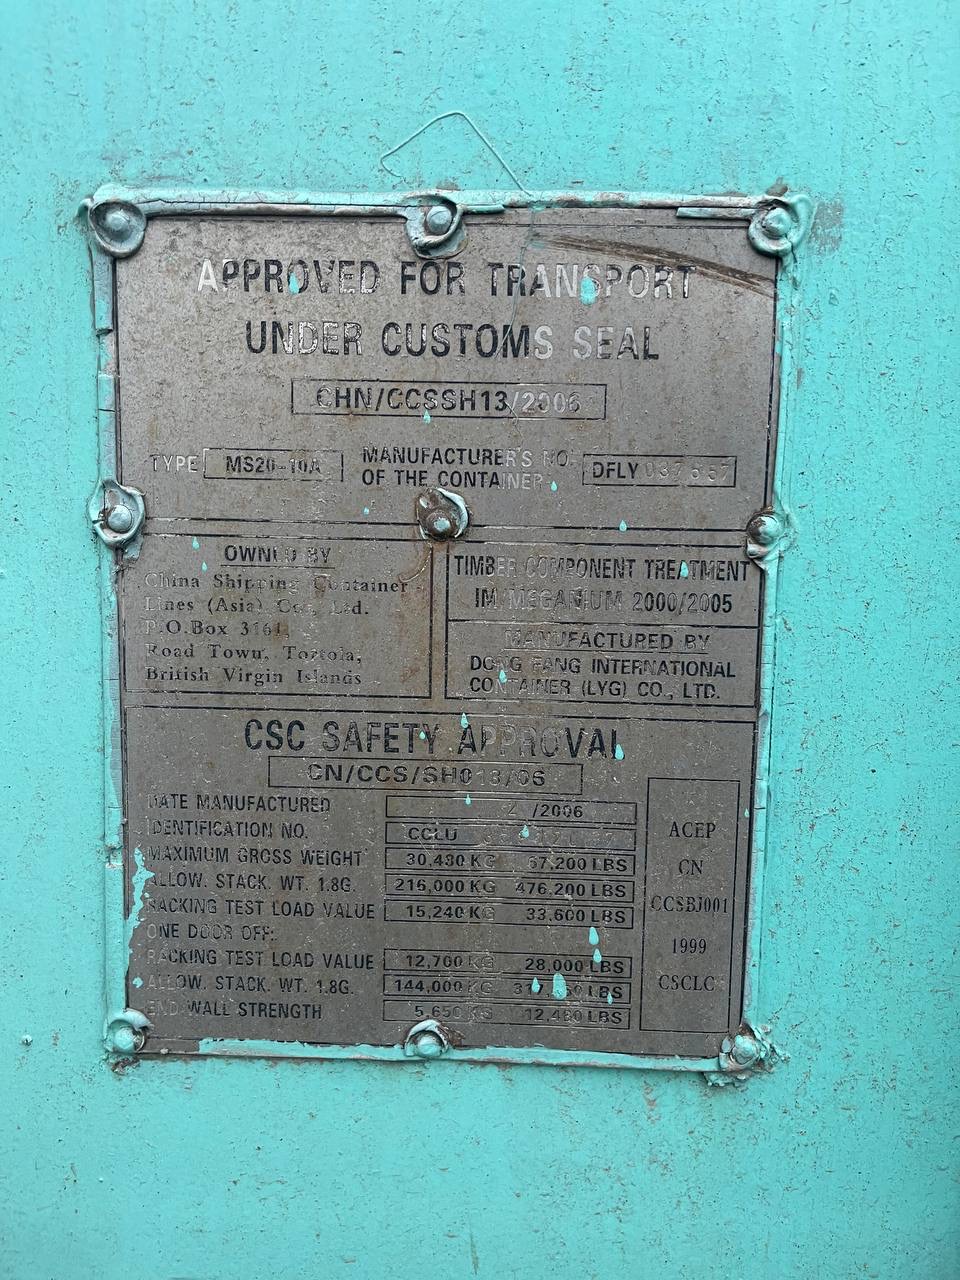 APPROVED FOR TRANSPORT
UNDER CUSTOMS SEAL
CHN/CCSSH13/2006
TYPE MS20-10A
MANUFACTURER'S NO.
OF THE CONTAINER
DFLY
OWNED BY
China Shipping Container
Lines (Asia) Co., Ltd.
P.O.Box 3161,
Road Town, Tortola,
British Virgin Islands
TIMBER COMPONENT TREATMENT
IM/MEGANIUM 2000/2005
MANUFACTURED BY
DONG FANG INTERNATIONAL
CONTAINER (LYG) CO., LTD.
CSC SAFETY APPROVAL
CN/CCS/SH013/06
DATE MANUFACTURED 4 /2006
IDENTIFICATION NO. CCLU
MAXIMUM GROSS WEIGHT 30,480 KG 67,200 LBS
ALLOW. STACK. WT. 1.8G. 216,000 KG 476,200 LBS
RACKING TEST LOAD VALUE 15,240 KG 33,600 LBS
ONE DOOR OFF:
RACKING TEST LOAD VALUE 12,700 KG 28,000 LBS
ALLOW. STACK. WT. 1.8G. 144,000 KG LBS
END WALL STRENGTH 5,650 KG 12,480 LBS
ACEP
CN
CCSBJ001
1999
CSCLC